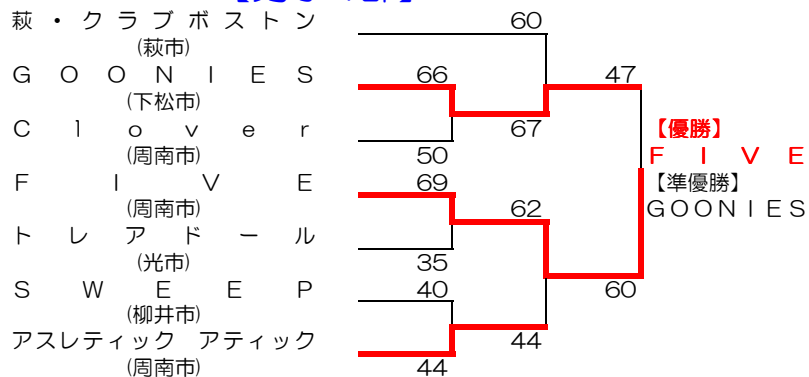 萩・クラブボストン 60
(萩市)
ＧＯＯＮＩＥＳ 66 47
(下松市)
Ｃｌｏｖｅｒ 67 【優勝】
(周南市) 50 ＦＩＶＥ
ＦＩＶＥ 69 【準優勝】
(周南市) 62 ＧＯＯＮＩＥＳ
トレアドール
(光市) 35
ＳＷＥＥＰ 40 60
(柳井市)
アスレティック アティック 44
(周南市) 44